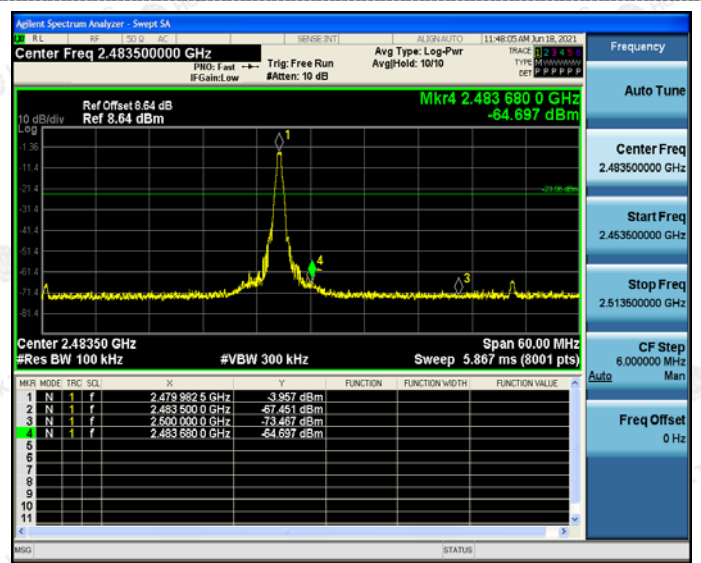 Agilent Spectrum Analyzer - Swept SA
RL RF 50 Ω AC SENSE:INT ALIGN AUTO 11:48:05 AM Jun 18, 2021
Center Freq 2.483500000 GHz
PNO: Fast
IFGain:Low
Trig: Free Run
#Atten: 10 dB
Avg Type: Log-Pwr
Avg|Hold: 10/10
TRACE 1 2 3 4 5 6
TYPE M W W W W W
DET P P P P P P
Frequency
Auto Tune
Center Freq
2.483500000 GHz
Start Freq
2.453500000 GHz
Stop Freq
2.513500000 GHz
CF Step
6.000000 MHz
Auto Man
Freq Offset
0 Hz
Ref Offset 8.64 dB
10 dB/div Ref 8.64 dBm
Log
Mkr4 2.483 680 0 GHz
-64.697 dBm
1
-1.36
-11.4
-21.4
-23.96 dBm
-31.4
-41.4
-51.4
4
-61.4
3
-71.4
-81.4
Center 2.48350 GHz Span 60.00 MHz
#Res BW 100 kHz #VBW 300 kHz Sweep 5.867 ms (8001 pts)
MKR MODE TRC SCL X Y FUNCTION FUNCTION WIDTH FUNCTION VALUE
1 N 1 f 2.479 982 5 GHz -3.957 dBm
2 N 1 f 2.483 500 0 GHz -67.451 dBm
3 N 1 f 2.500 000 0 GHz -73.467 dBm
4 N 1 f 2.483 680 0 GHz -64.697 dBm
5
6
7
8
9
10
11
MSG STATUS